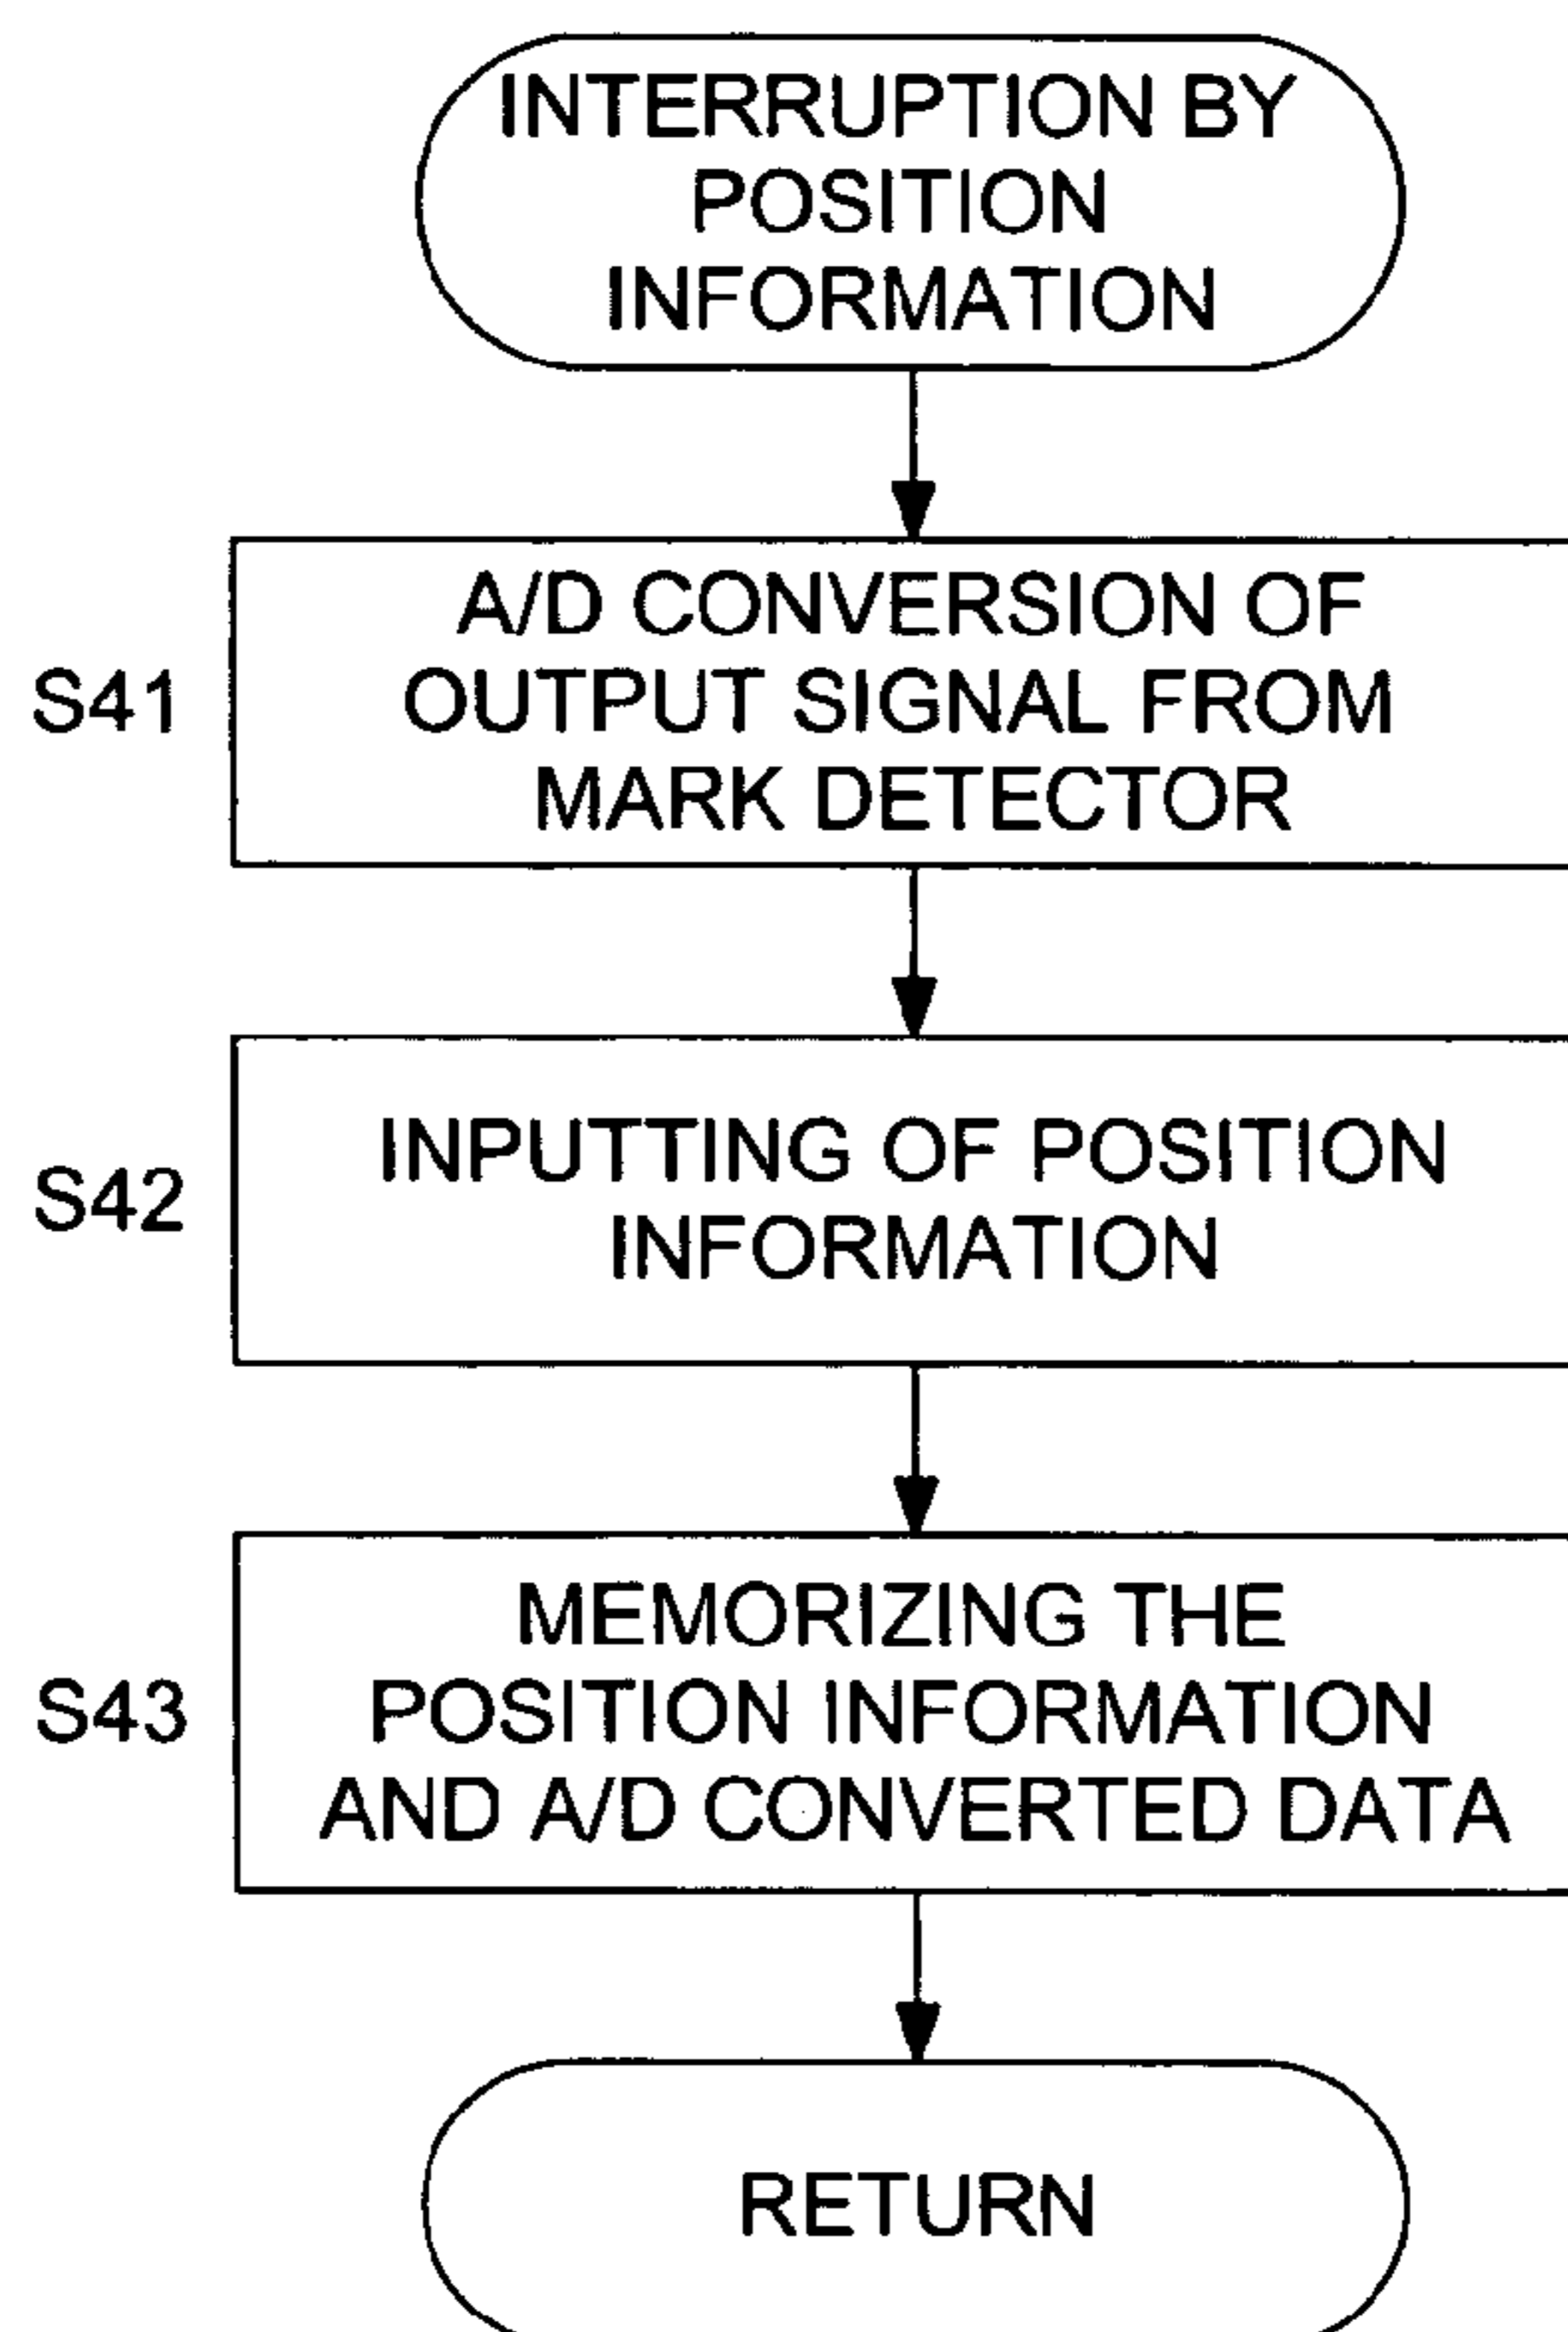 INTERRUPTION BY
POSITION
INFORMATION
A/D CONVERSION OF
S41 OUTPUT SIGNAL FROM
MARK DETECTOR
INPUTTING OF POSITION
S42
INFORMATION
MEMORIZING THE
S43 POSITION INFORMATION
AND A/D CONVERTED DATA
RETURN